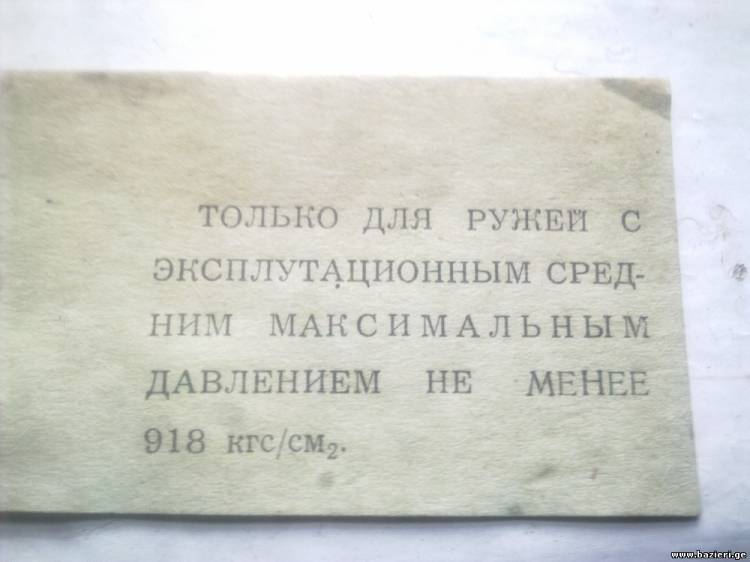 ТОЛЬКО ДЛЯ РУЖЕЙ С
ЭКСПЛУТАЦИОННЫМ СРЕД-
НИМ МАКСИМАЛЬНЫМ
ДАВЛЕНИЕМ НЕ МЕНЕЕ
918 кгс/см₂.
www.bazieri.ge